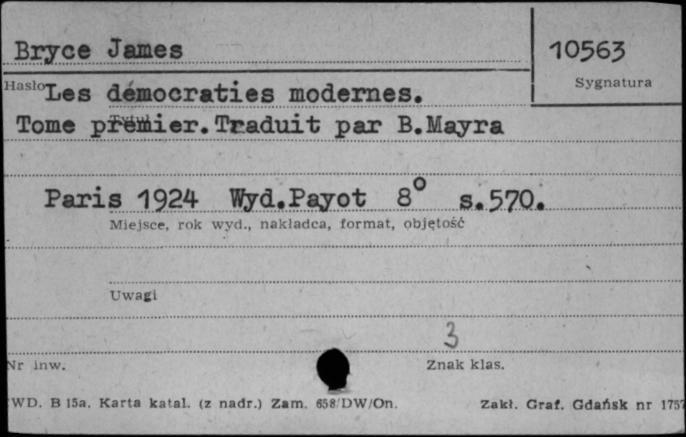 Bryce James 10563
Hasło Sygnatura
Les démocraties modernes.
Tytuł
Tome premier.Traduit par B.Mayra
Paris 1924 Wyd.Payot 8° s.570.
Miejsce, rok wyd., nakładca, format, objętość
Uwagi
3
Nr inw. Znak klas.
WD. B 15a. Karta katal. (z nadr.) Zam. 658/DW/On. Zakł. Graf. Gdańsk nr 1757